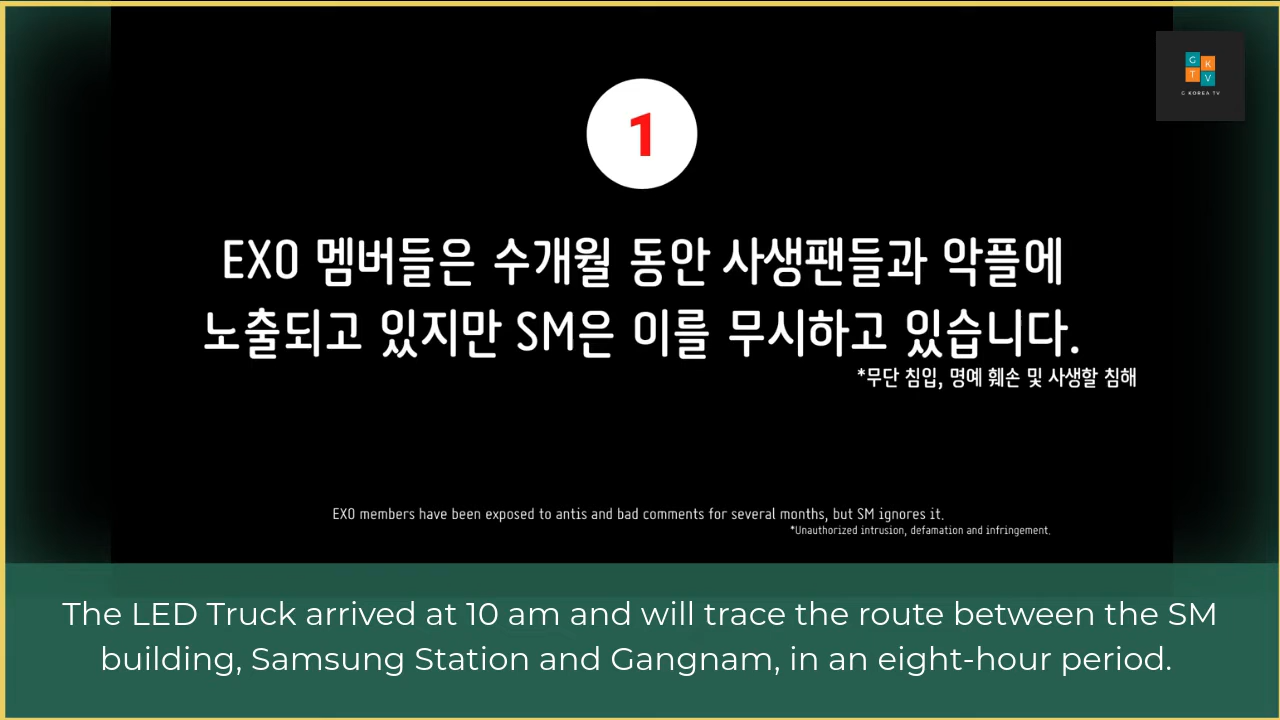 G K
T V
G KOREA TV
1
EXO 멤버들은 수개월 동안 사생팬들과 악플에
노출되고 있지만 SM은 이를 무시하고 있습니다.
*무단 침입, 명예 훼손 및 사생할 침해
EXO members have been exposed to antis and bad comments for several months, but SM ignores it.
*Unauthorized intrusion, defamation and infringement.
The LED Truck arrived at 10 am and will trace the route between the SM
building, Samsung Station and Gangnam, in an eight-hour period.